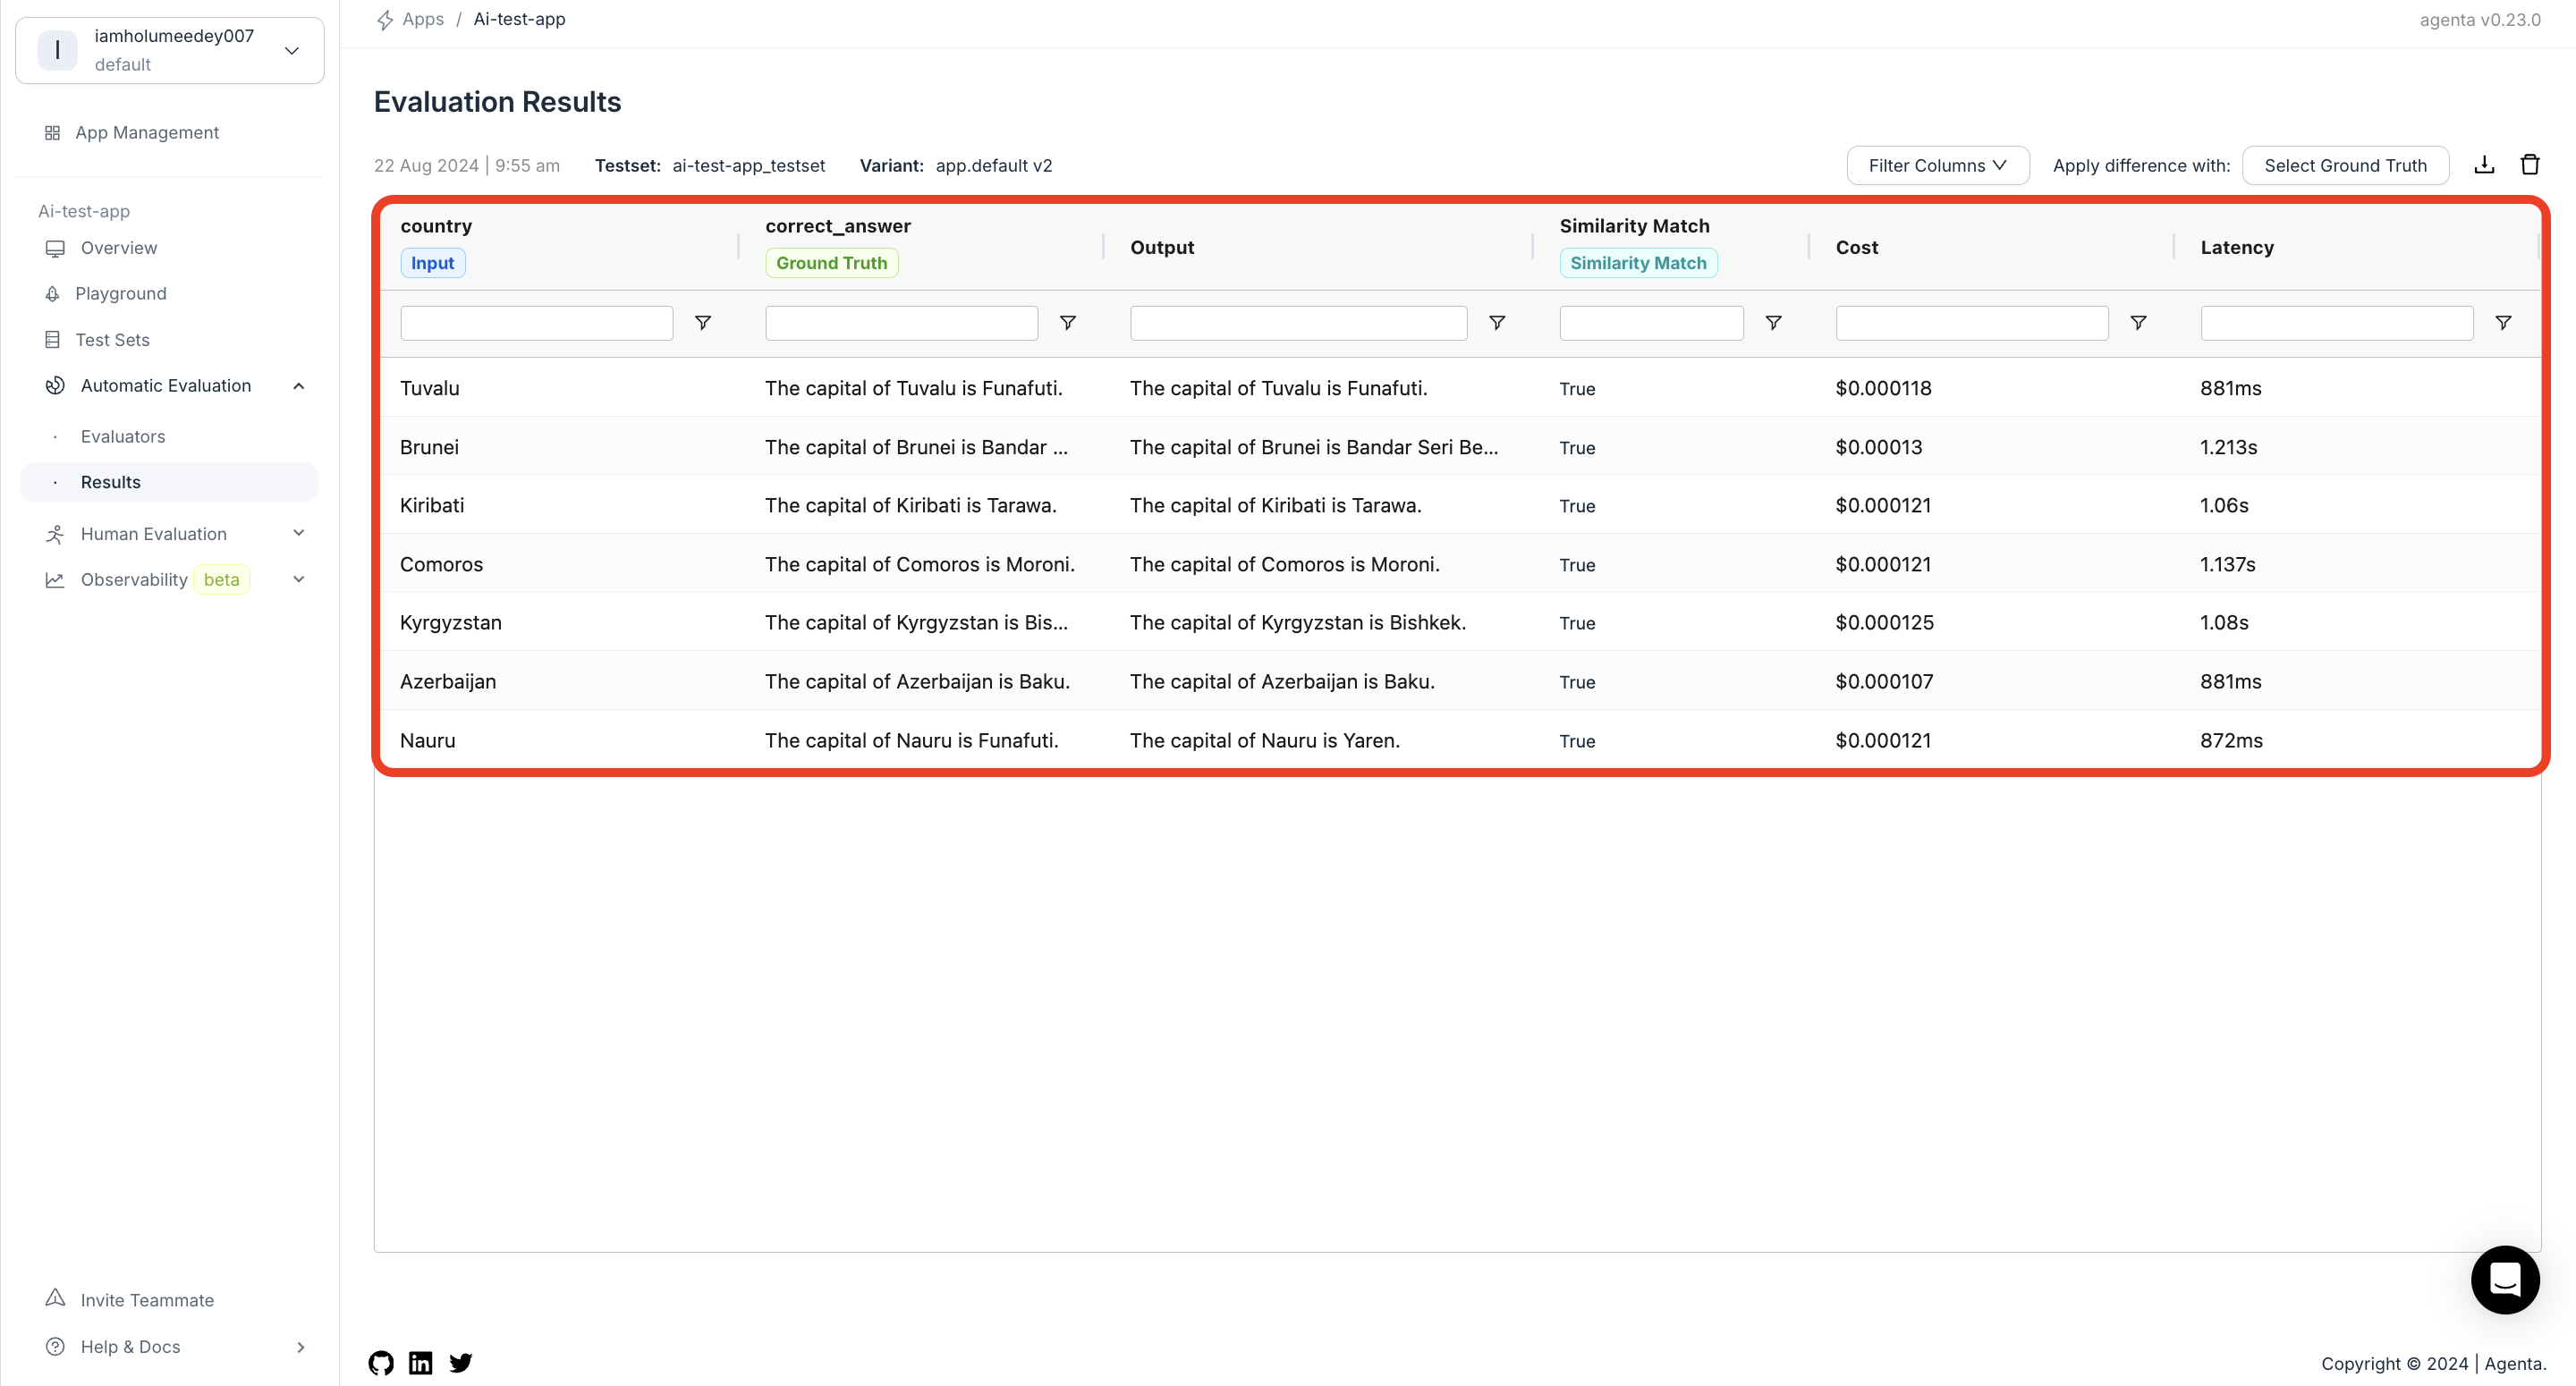 iamholumeedey007
default
App Management
Ai-test-app
Overview
Playground
Test Sets
Automatic Evaluation
Evaluators
Results
Human Evaluation
Observability beta
Invite Teammate
Help & Docs
Apps / Ai-test-app
agenta v0.23.0
Evaluation Results
22 Aug 2024 | 9:55 am Testset: ai-test-app_testset Variant: app.default v2 Filter Columns Apply difference with: Select Ground Truth
country correct_answer Output Similarity Match Cost Latency
Input Ground Truth Similarity Match
Tuvalu The capital of Tuvalu is Funafuti. The capital of Tuvalu is Funafuti. True $0.000118 881ms
Brunei The capital of Brunei is Bandar ... The capital of Brunei is Bandar Seri Be... True $0.00013 1.213s
Kiribati The capital of Kiribati is Tarawa. The capital of Kiribati is Tarawa. True $0.000121 1.06s
Comoros The capital of Comoros is Moroni. The capital of Comoros is Moroni. True $0.000121 1.137s
Kyrgyzstan The capital of Kyrgyzstan is Bis... The capital of Kyrgyzstan is Bishkek. True $0.000125 1.08s
Azerbaijan The capital of Azerbaijan is Baku. The capital of Azerbaijan is Baku. True $0.000107 881ms
Nauru The capital of Nauru is Funafuti. The capital of Nauru is Yaren. True $0.000121 872ms
Copyright © 2024 | Agenta.